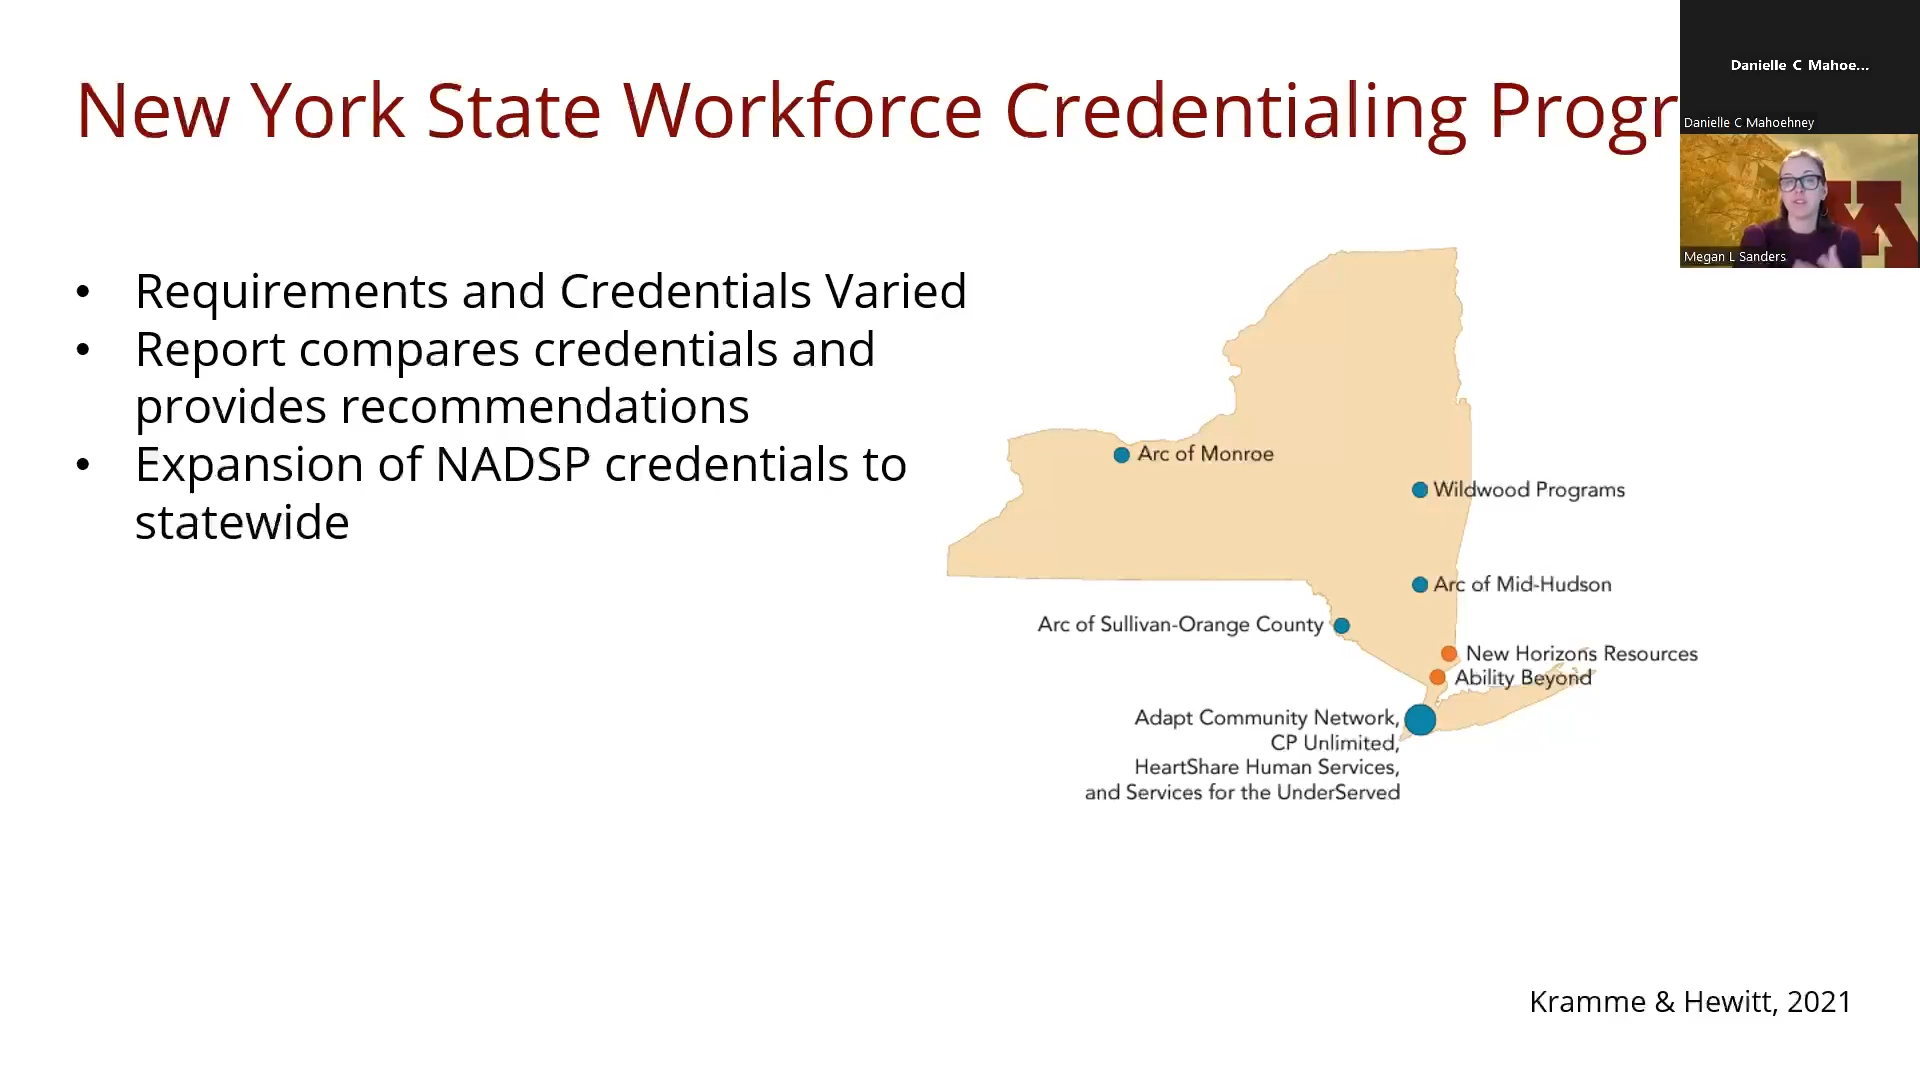 New York State Workforce Credentialing Progr
Danielle C Mahoe...
Danielle C Mahoehney
Megan L Sanders
• Requirements and Credentials Varied
• Report compares credentials and
provides recommendations
• Expansion of NADSP credentials to
statewide
Arc of Monroe
Wildwood Programs
Arc of Mid-Hudson
Arc of Sullivan-Orange County
New Horizons Resources
Ability Beyond
Adapt Community Network,
CP Unlimited,
HeartShare Human Services,
and Services for the UnderServed
Kramme & Hewitt, 2021